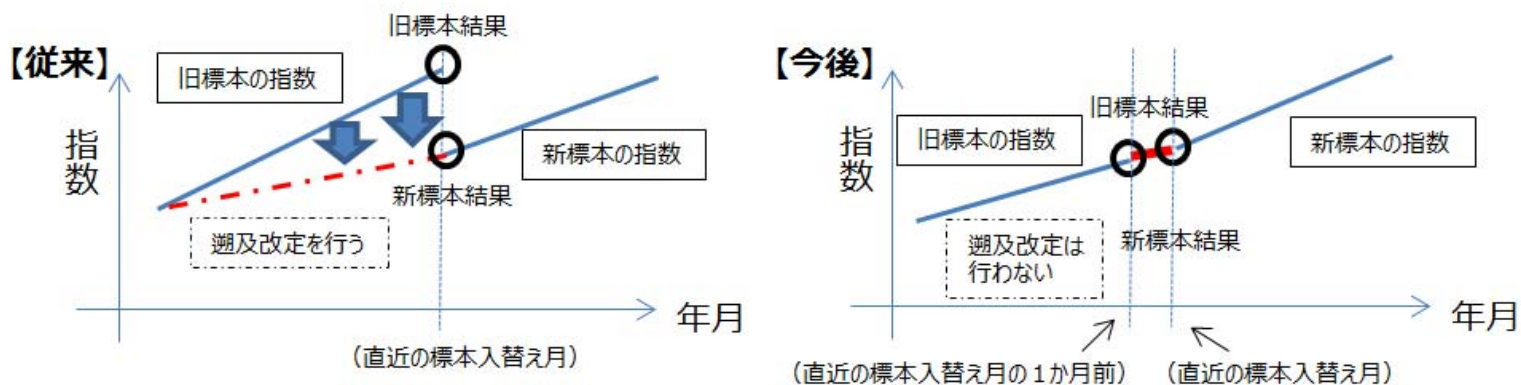 【従来】
旧標本結果
旧標本の指数
指数
新標本の指数
新標本結果
遡及改定を行う
年月
（直近の標本入替え月）
【今後】
旧標本結果
旧標本の指数
新標本の指数
指数
新標本結果
遡及改定は
行わない
年月
（直近の標本入替え月の１か月前）
（直近の標本入替え月）